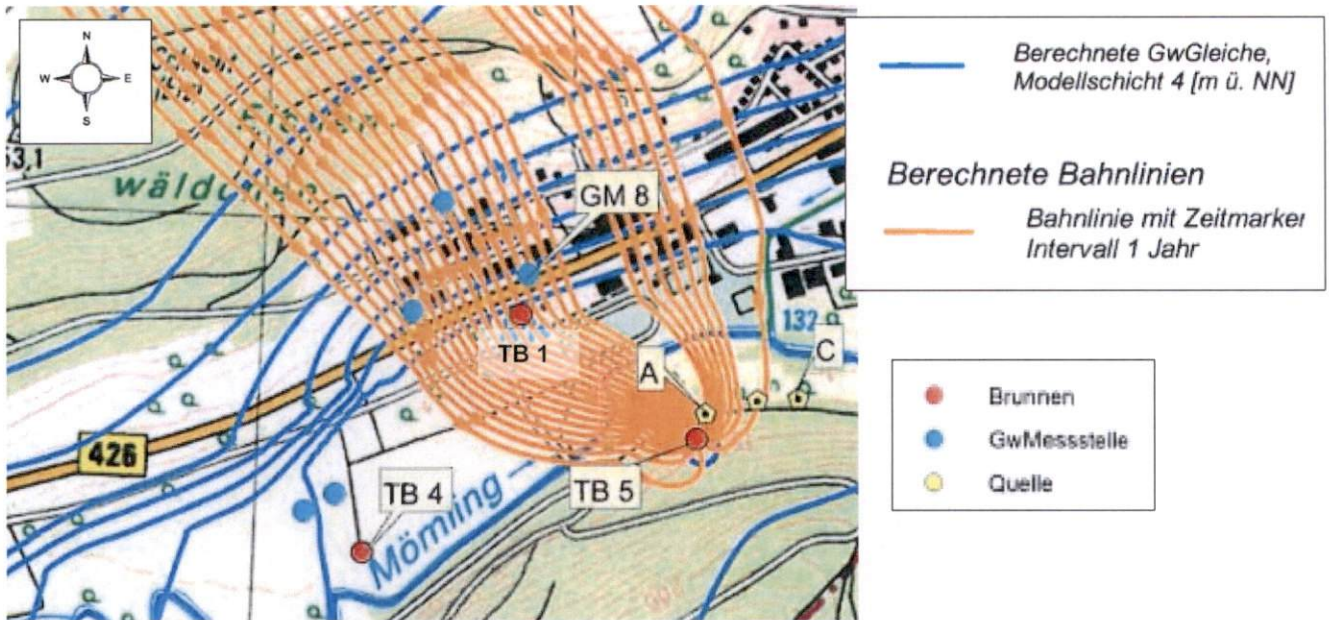 N
W E
S
53,1
wäld
GM 8
TB 1
A
132
C
426
TB 4
TB 5
Mömling
Berechnete GwGleiche,
Modellschicht 4 [m ü. NN]
Berechnete Bahnlinien
Bahnlinie mit Zeitmarker
Intervall 1 Jahr
Brunnen
GwMessstelle
Quelle